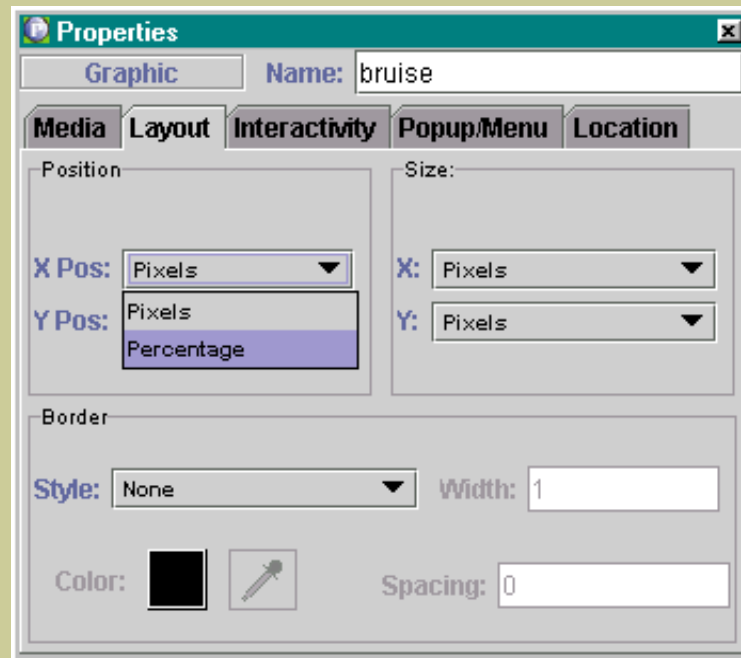 Properties
Graphic Name: bruise
Media Layout Interactivity Popup/Menu Location
Position Size:
X Pos: Pixels X: Pixels
Pixels
Y Pos: Y: Pixels
Percentage
Border
Style: None Width: 1
Color: Spacing: 0